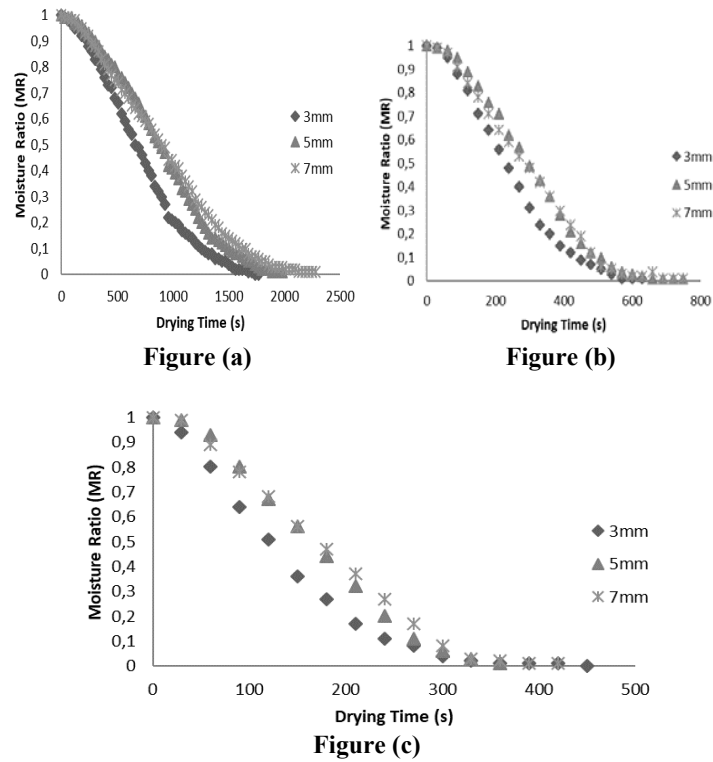 1
0,9
0,8
0,7
0,6
0,5
0,4
0,3
0,2
0,1
0
Moisture Ratio (MR)
0 500 1000 1500 2000 2500
Drying Time (s)
3mm
5mm
7mm
Figure (a)
1
0,9
0,8
0,7
0,6
0,5
0,4
0,3
0,2
0,1
0
Moisture Ratio (MR)
0 200 400 600 800
Drying Time (s)
3mm
5mm
7mm
Figure (b)
1
0,9
0,8
0,7
0,6
0,5
0,4
0,3
0,2
0,1
0
Moisture Ratio (MR)
0 100 200 300 400 500
Drying Time (s)
3mm
5mm
7mm
Figure (c)